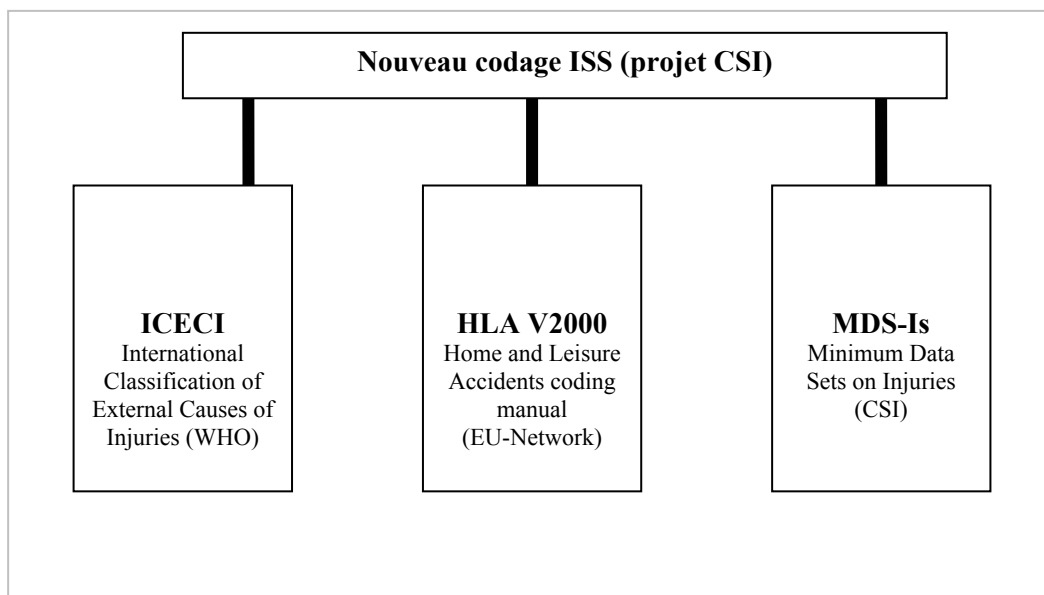 Nouveau codage ISS (projet CSI)
ICECI
International
Classification of
External Causes of
Injuries (WHO)
HLA V2000
Home and Leisure
Accidents coding
manual
(EU-Network)
MDS-Is
Minimum Data
Sets on Injuries
(CSI)